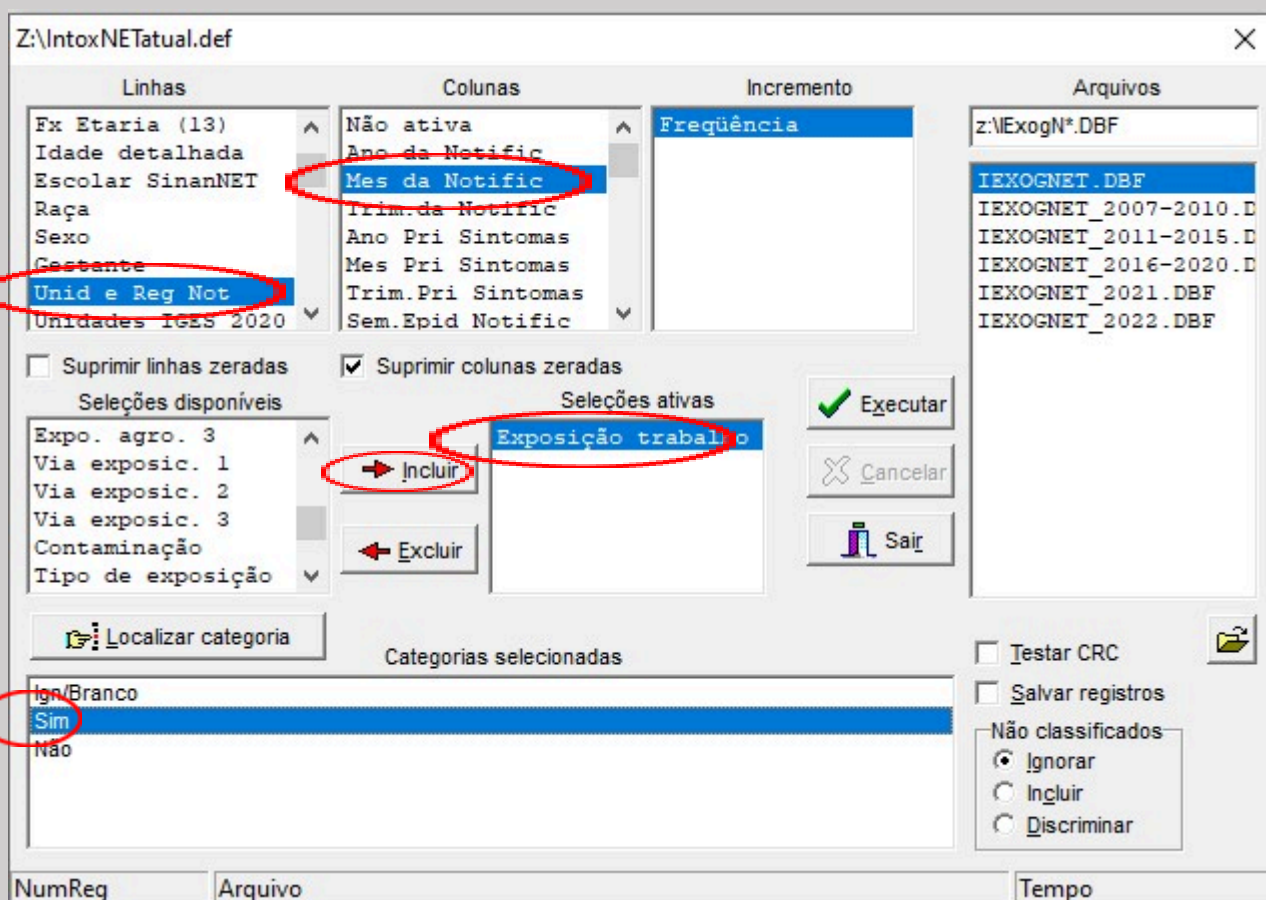 Z:\IntoxNETatual.def
Linhas
Fx Etaria (13)
Idade detalhada
Escolar SinanNET
Raça
Sexo
Gestante
Unid e Reg Not
Unidades IGES 2020
Suprimir linhas zeradas
Colunas
Não ativa
Ano da Notific
Mes da Notific
Trim.da Notific
Ano Pri Sintomas
Mes Pri Sintomas
Trim.Pri Sintomas
Sem.Epid Notific
Suprimir colunas zeradas
Incremento
Freqüência
Arquivos
z:\IExogN*.DBF
IEXOGNET.DBF
IEXOGNET_2007-2010.D
IEXOGNET_2011-2015.D
IEXOGNET_2016-2020.D
IEXOGNET_2021.DBF
IEXOGNET_2022.DBF
Seleções disponíveis
Expo. agro. 3
Via exposic. 1
Via exposic. 2
Via exposic. 3
Contaminação
Tipo de exposição
Incluir
Excluir
Seleções ativas
Exposição trabalho
Executar
Cancelar
Sair
Localizar categoria
Categorias selecionadas
Ign/Branco
Sim
Não
Testar CRC
Salvar registros
Não classificados
Ignorar
Incluir
Discriminar
NumReg
Arquivo
Tempo